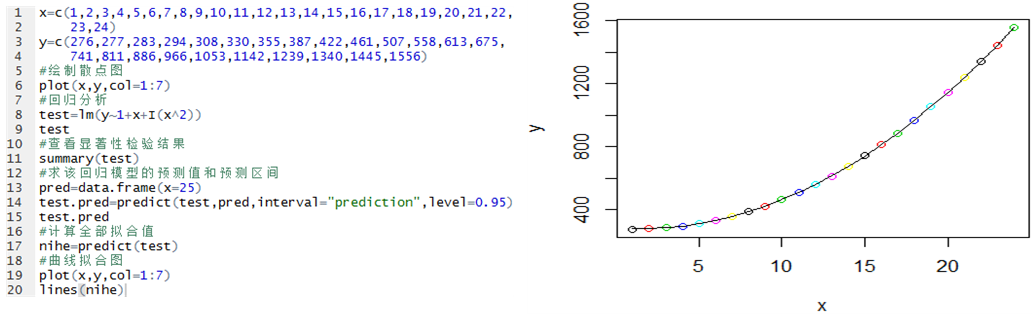 1 x=c(1,2,3,4,5,6,7,8,9,10,11,12,13,14,15,16,17,18,19,20,21,22,
2 23,24)
3 y=c(276,277,283,294,308,330,355,387,422,461,507,558,613,675,
4 741,811,886,966,1053,1142,1239,1340,1445,1556)
5 #绘制散点图
6 plot(x,y,col=1:7)
7 #回归分析
8 test=lm(y~1+x+I(x^2))
9 test
10 #查看显著性检验结果
11 summary(test)
12 #求该回归模型的预测值和预测区间
13 pred=data.frame(x=25)
14 test.pred=predict(test,pred,interval="prediction",level=0.95)
15 test.pred
16 #计算全部拟合值
17 nihe=predict(test)
18 #曲线拟合图
19 plot(x,y,col=1:7)
20 lines(nihe)
1600
1200
800
400
y
5 10 15 20
x